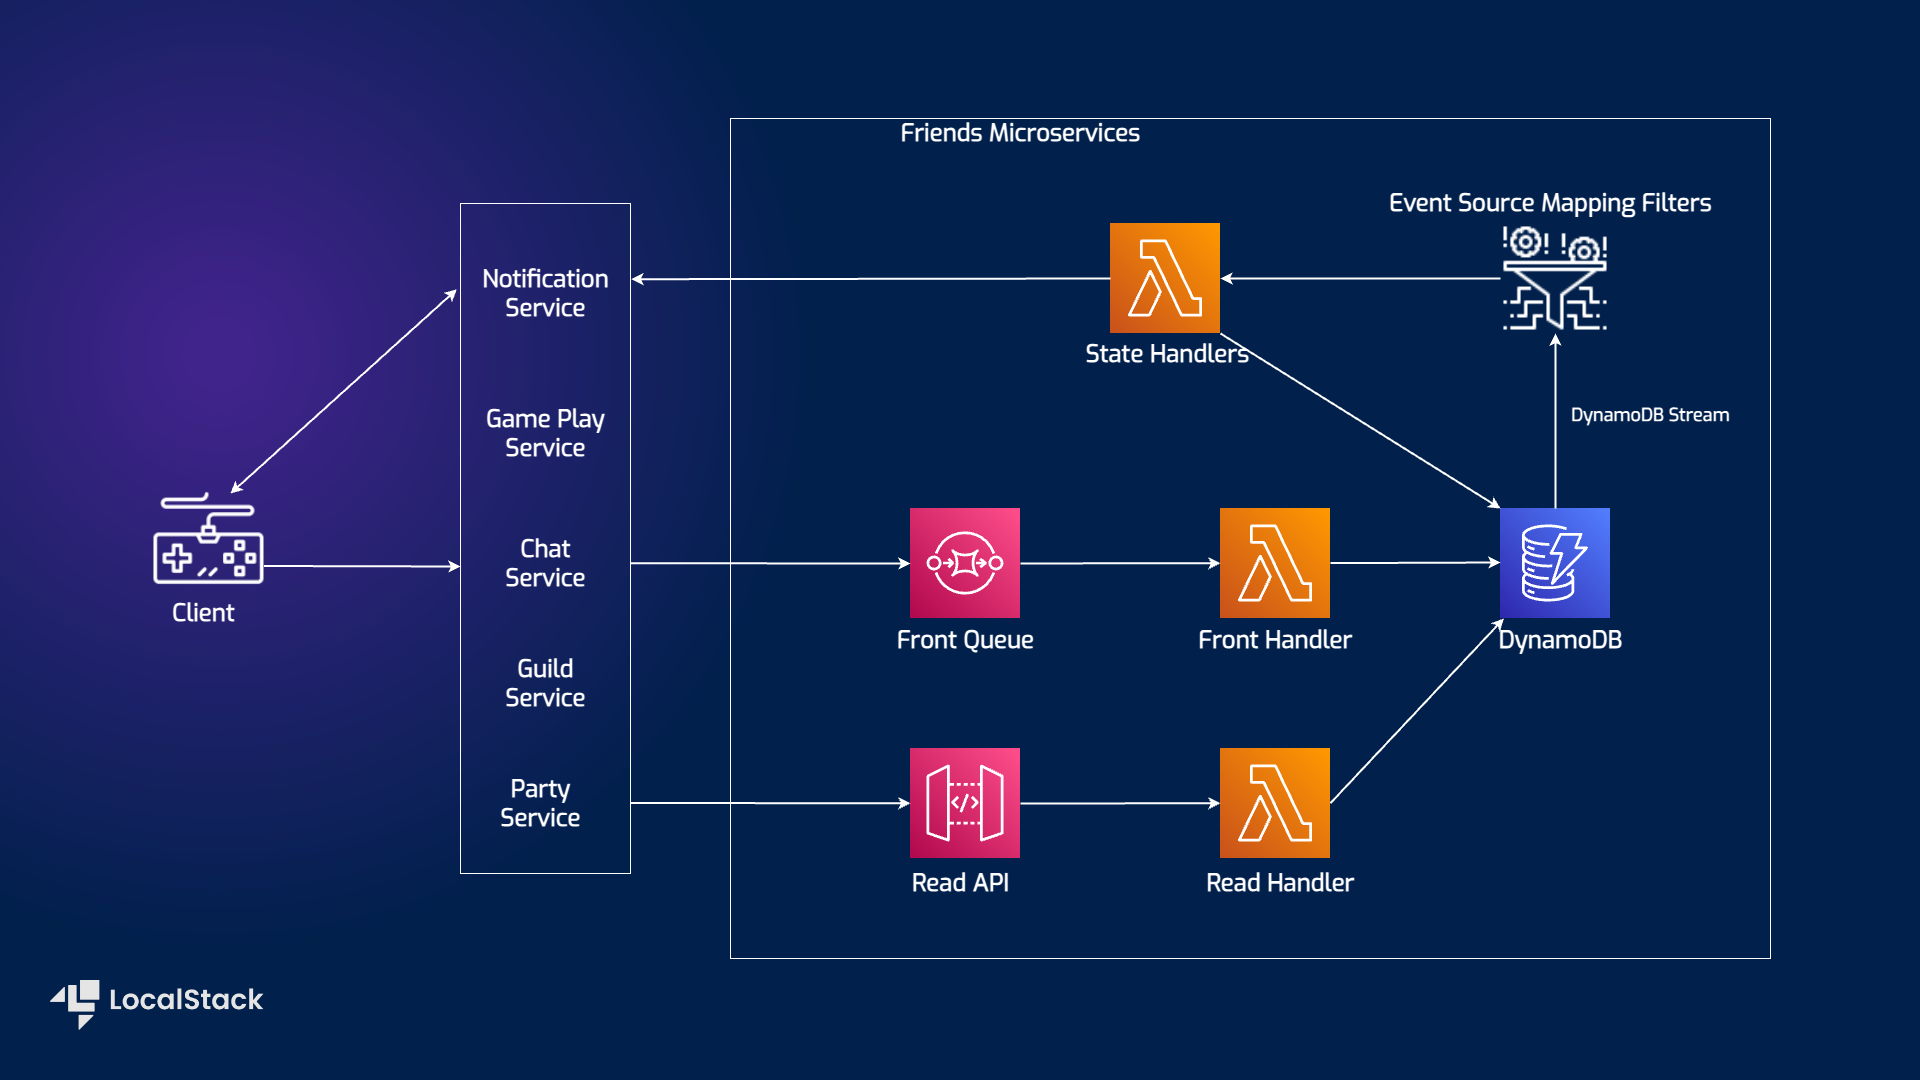 Friends Microservices
Event Source Mapping Filters
Notification
Service
State Handlers
DynamoDB Stream
Game Play
Service
Chat
Service
Client
Front Queue
Front Handler
DynamoDB
Guild
Service
Party
Service
Read API
Read Handler
LocalStack